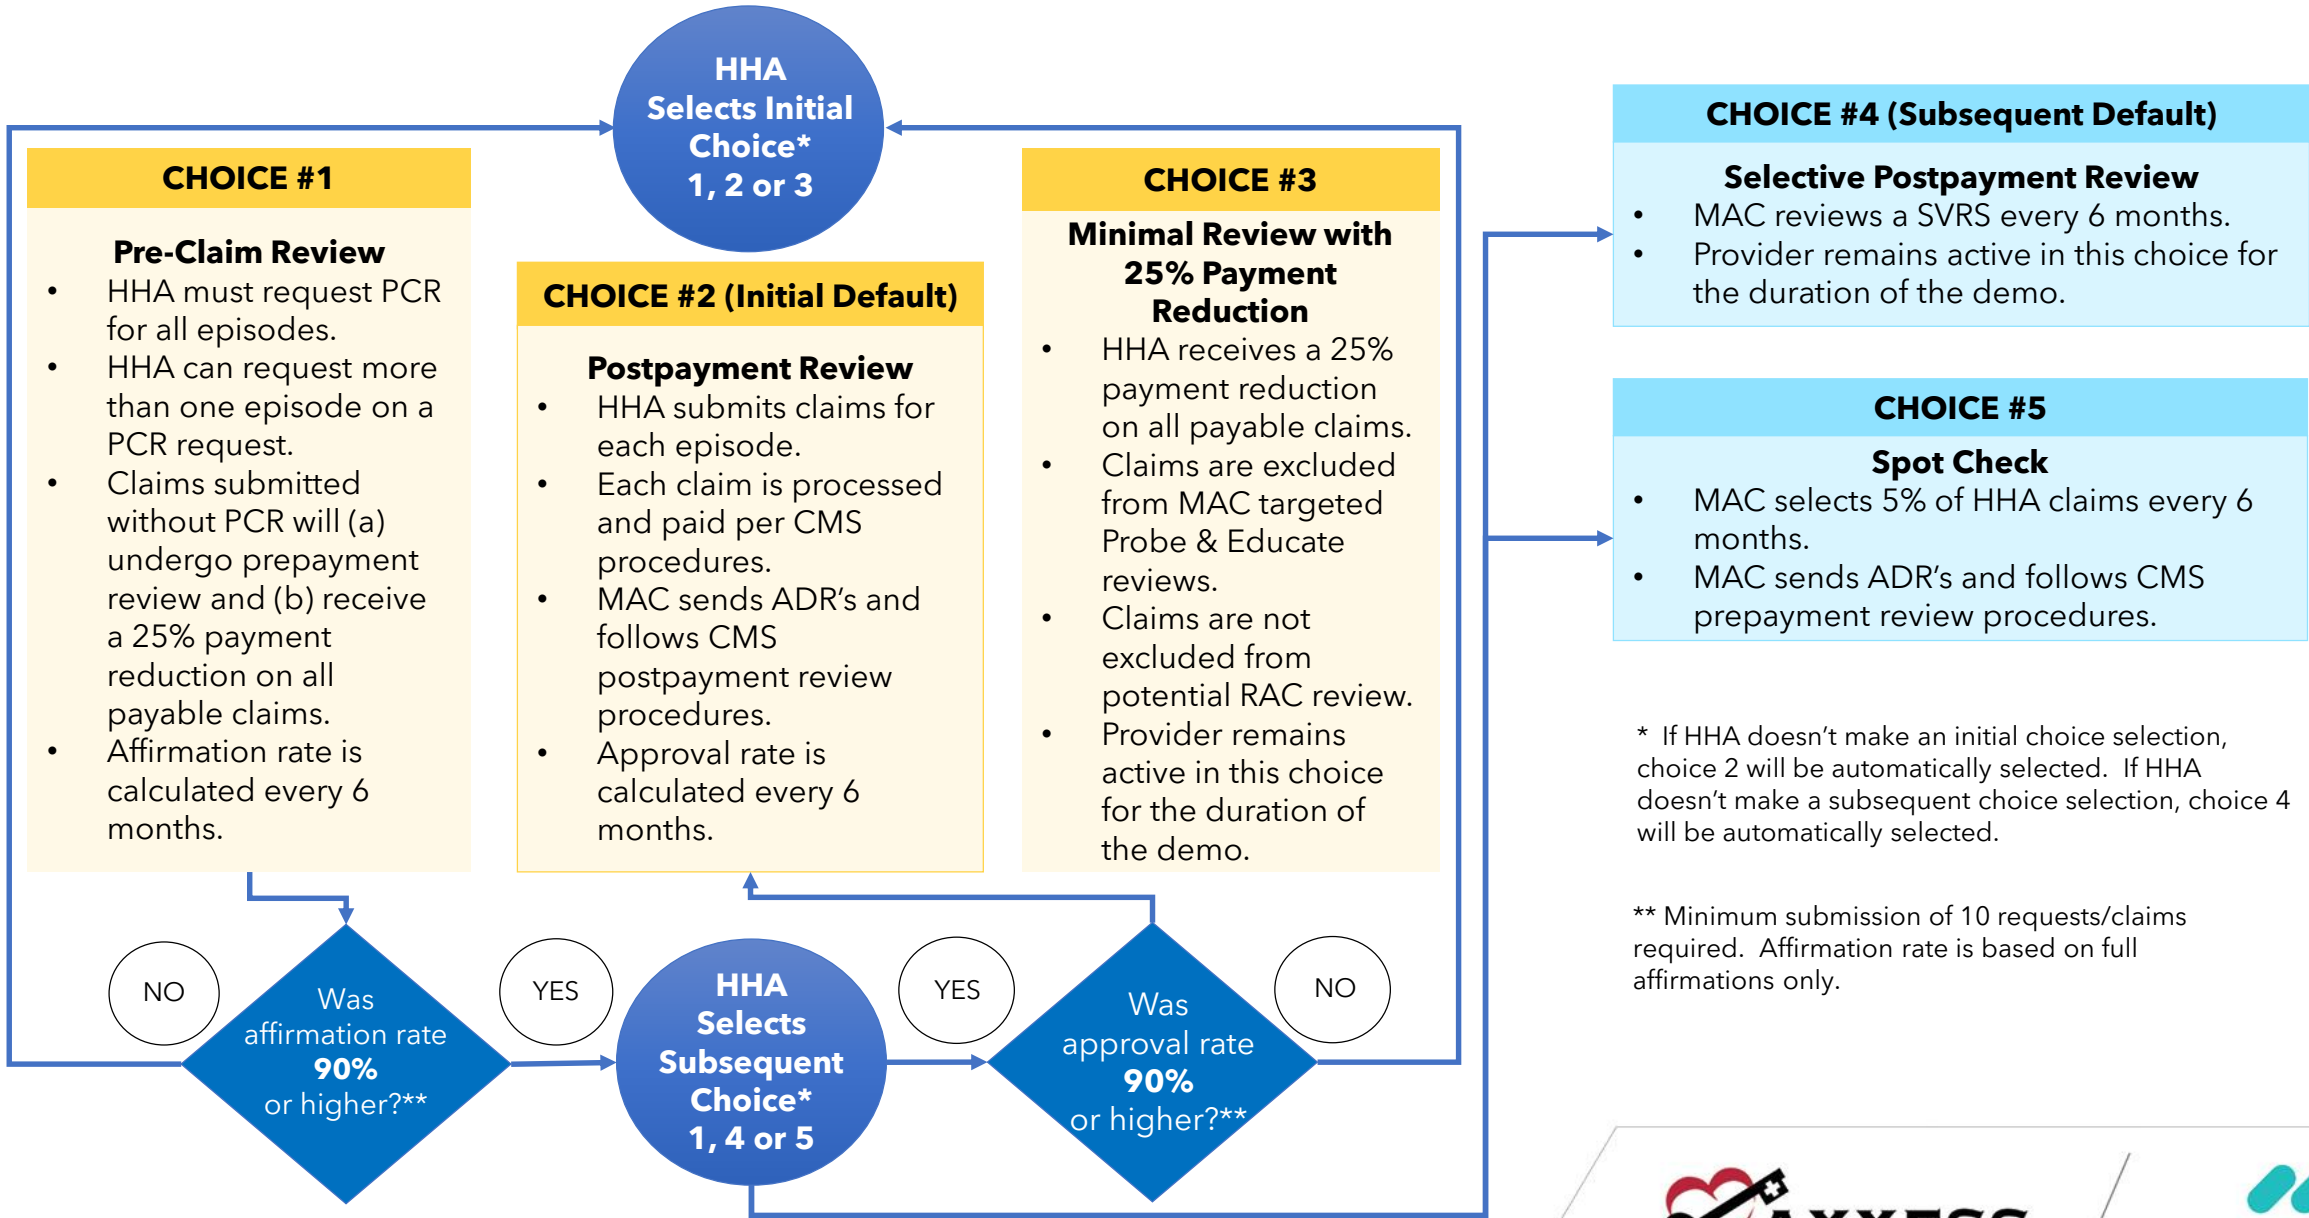 HHA
Selects Initial
Choice*
1, 2 or 3
CHOICE #1
Pre-Claim Review
• HHA must request PCR
for all episodes.
• HHA can request more
than one episode on a
PCR request.
• Claims submitted
without PCR will (a)
undergo prepayment
review and (b) receive
a 25% payment
reduction on all
payable claims.
• Affirmation rate is
calculated every 6
months.
CHOICE #2 (Initial Default)
Postpayment Review
• HHA submits claims for
each episode.
• Each claim is processed
and paid per CMS
procedures.
• MAC sends ADR’s and
follows CMS
postpayment review
procedures.
• Approval rate is
calculated every 6
months.
CHOICE #3
Minimal Review with
25% Payment
Reduction
• HHA receives a 25%
payment reduction
on all payable claims.
• Claims are excluded
from MAC targeted
Probe & Educate
reviews.
• Claims are not
excluded from
potential RAC review.
• Provider remains
active in this choice
for the duration of
the demo.
CHOICE #4 (Subsequent Default)
Selective Postpayment Review
• MAC reviews a SVRS every 6 months.
• Provider remains active in this choice for
the duration of the demo.
CHOICE #5
Spot Check
• MAC selects 5% of HHA claims every 6
months.
• MAC sends ADR’s and follows CMS
prepayment review procedures.
* If HHA doesn’t make an initial choice selection,
choice 2 will be automatically selected. If HHA
doesn’t make a subsequent choice selection, choice 4
will be automatically selected.
** Minimum submission of 10 requests/claims
required. Affirmation rate is based on full
affirmations only.
NO
Was
affirmation rate
90%
or higher?**
YES
HHA
Selects
Subsequent
Choice*
1, 4 or 5
YES
Was
approval rate
90%
or higher?**
NO
AXXESS